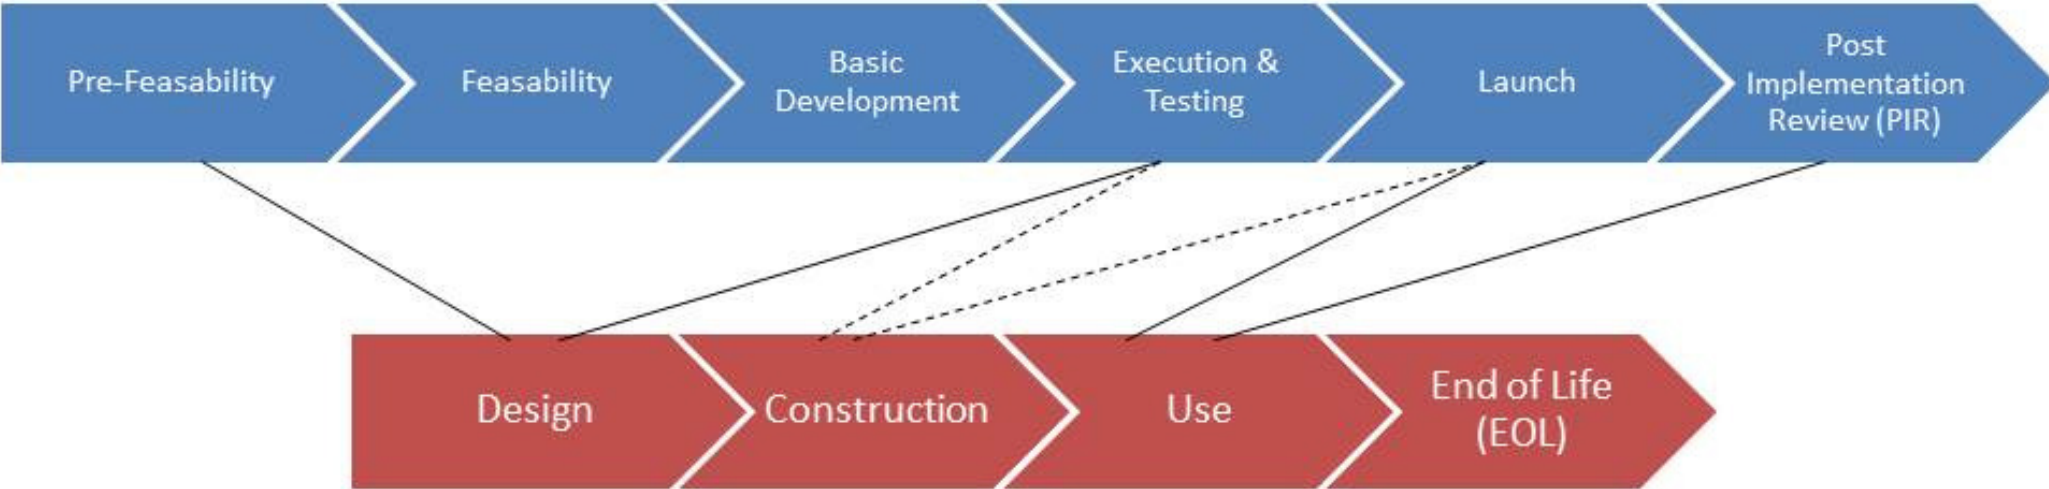 Pre-Feasability
Feasability
Basic
Development
Execution &
Testing
Launch
Post
Implementation
Review (PIR)
Design
Construction
Use
End of Life
(EOL)